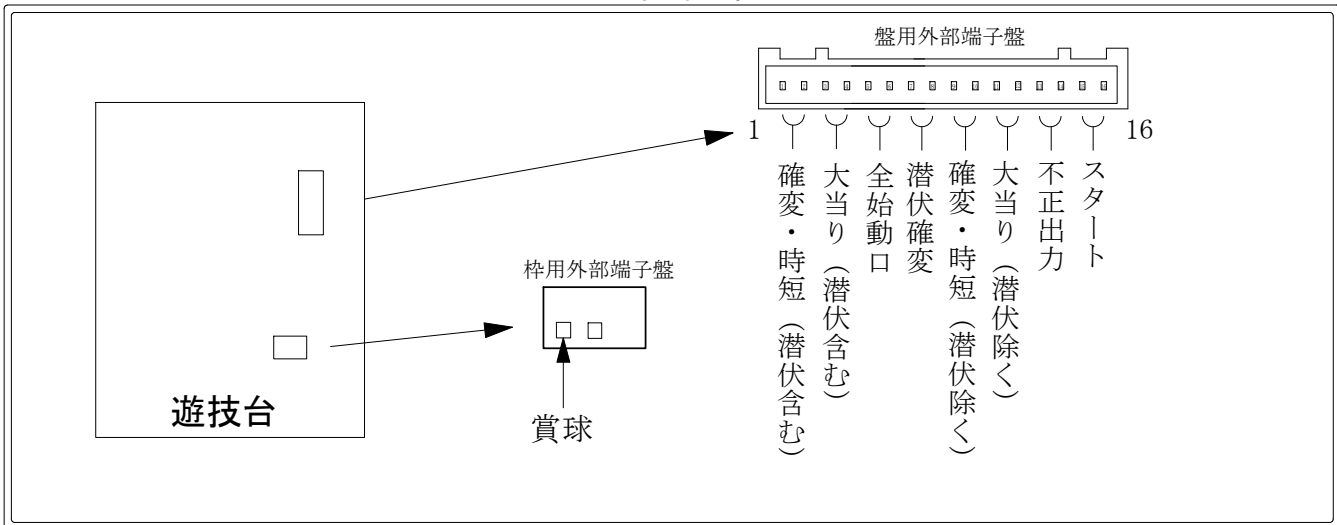 盤用外部端子盤
1
16
確変・時短（潜伏含む）
大当り（潜伏含む）
全始動口
潜伏確変
確変・時短（潜伏除く）
大当り（潜伏除く）
不正出力
スタート
枠用外部端子盤
賞球
遊技台